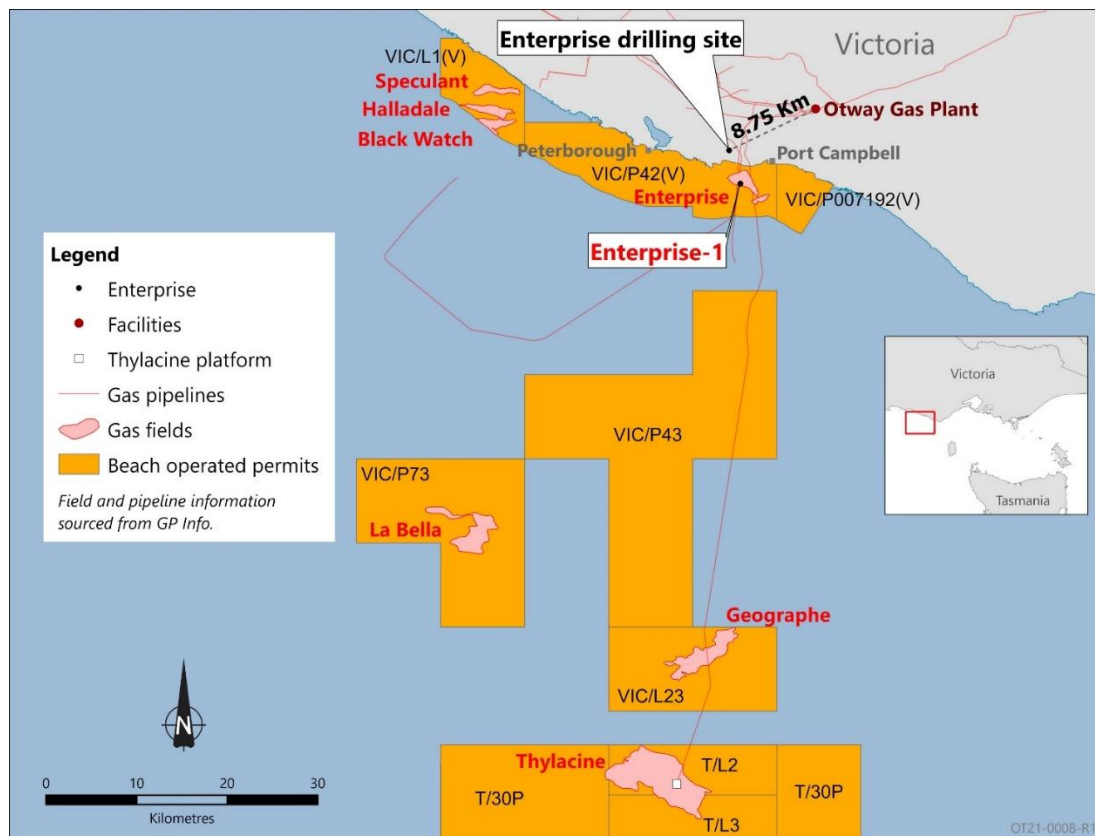 Enterprise drilling site
Victoria
VIC/L1(V)
Speculant
Halladale
Black Watch
8.75 Km
Otway Gas Plant
Peterborough
Port Campbell
VIC/P42(V)
Enterprise
VIC/P007192(V)
Enterprise-1
Legend
Enterprise
Facilities
Thylacine platform
Gas pipelines
Gas fields
Beach operated permits
Field and pipeline information
sourced from GP Info.
Victoria
Tasmania
VIC/P43
VIC/P73
La Bella
Geographe
VIC/L23
Thylacine
T/L2
T/30P
T/30P
T/L3
N
0 10 20 30
Kilometres
OT21-0008-R1